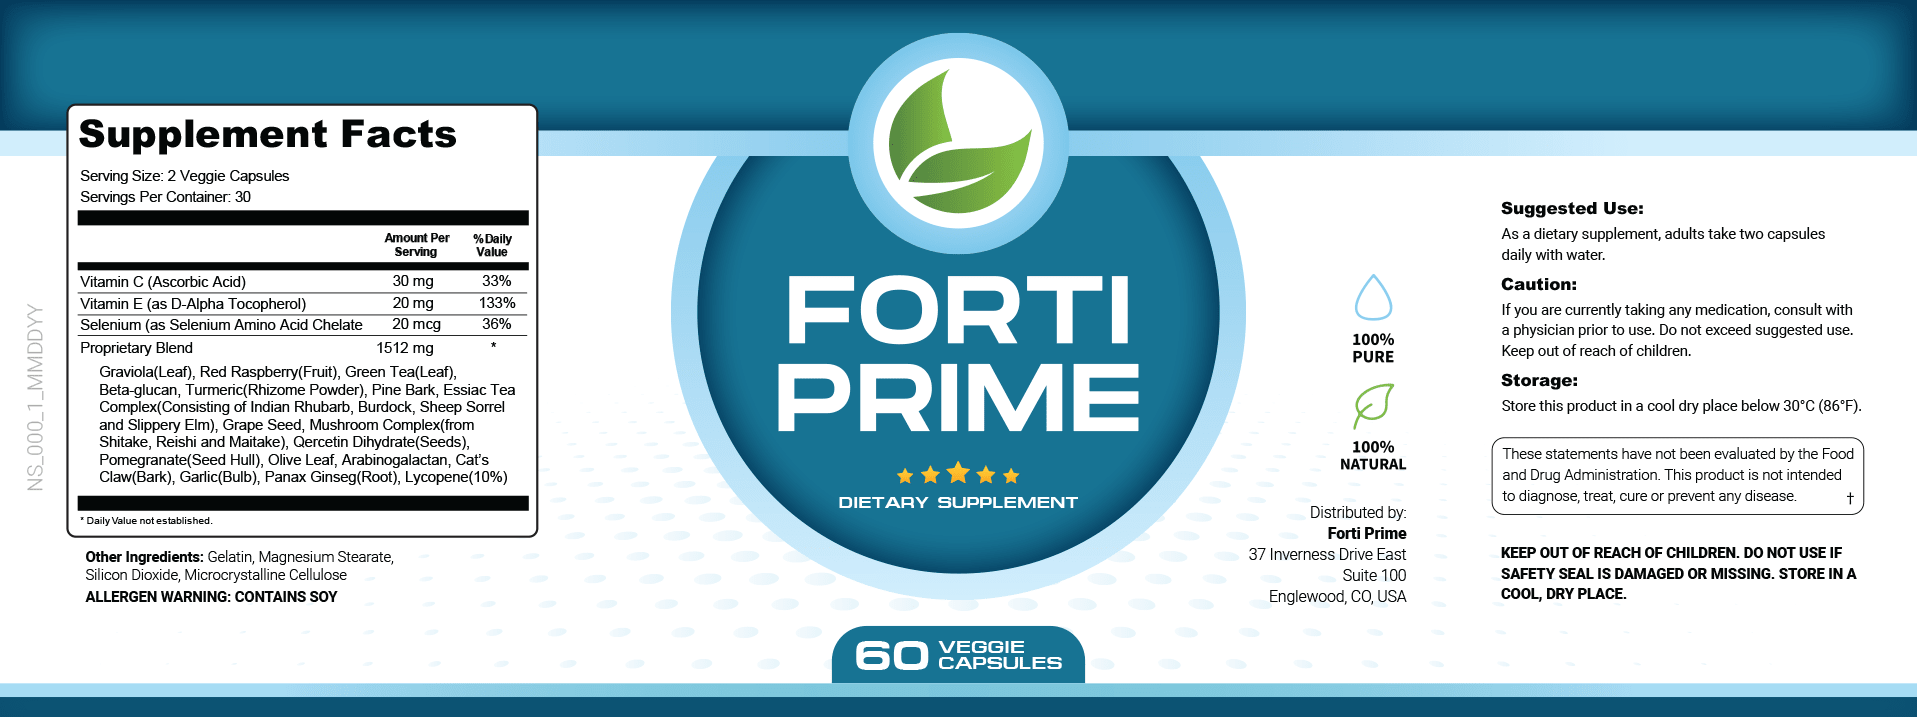 NS_000_1_MMDDYY
Supplement Facts
Serving Size: 2 Veggie Capsules
Servings Per Container: 30
Amount Per Serving
%Daily Value
Vitamin C (Ascorbic Acid) 30 mg 33%
Vitamin E (as D-Alpha Tocopherol) 20 mg 133%
Selenium (as Selenium Amino Acid Chelate 20 mcg 36%
Proprietary Blend 1512 mg *
Graviola(Leaf), Red Raspberry(Fruit), Green Tea(Leaf),
Beta-glucan, Turmeric(Rhizome Powder), Pine Bark, Essiac Tea
Complex(Consisting of Indian Rhubarb, Burdock, Sheep Sorrel
and Slippery Elm), Grape Seed, Mushroom Complex(from
Shitake, Reishi and Maitake), Qercetin Dihydrate(Seeds),
Pomegranate(Seed Hull), Olive Leaf, Arabinogalactan, Cat's
Claw(Bark), Garlic(Bulb), Panax Ginseg(Root), Lycopene(10%)
* Daily Value not established.
Other Ingredients: Gelatin, Magnesium Stearate,
Silicon Dioxide, Microcrystalline Cellulose
ALLERGEN WARNING: CONTAINS SOY
FORTI
PRIME
DIETARY SUPPLEMENT
60 VEGGIE
CAPSULES
100%
PURE
100%
NATURAL
Distributed by:
Forti Prime
37 Inverness Drive East
Suite 100
Englewood, CO, USA
Suggested Use:
As a dietary supplement, adults take two capsules
daily with water.
Caution:
If you are currently taking any medication, consult with
a physician prior to use. Do not exceed suggested use.
Keep out of reach of children.
Storage:
Store this product in a cool dry place below 30°C (86°F).
These statements have not been evaluated by the Food
and Drug Administration. This product is not intended
to diagnose, treat, cure or prevent any disease. †
KEEP OUT OF REACH OF CHILDREN. DO NOT USE IF
SAFETY SEAL IS DAMAGED OR MISSING. STORE IN A
COOL, DRY PLACE.